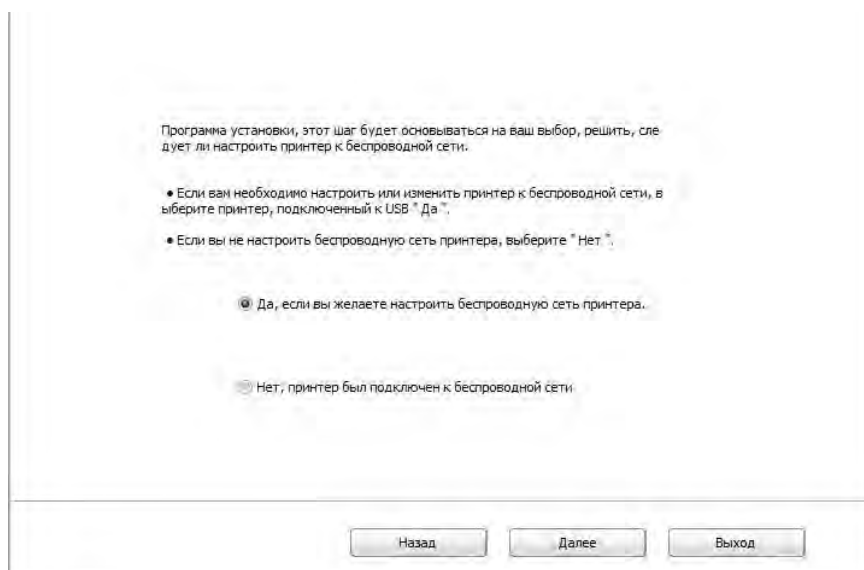 Программа установки, этот шаг будет основываться на ваш выбор, решить, сле
дует ли настроить принтер к беспроводной сети.
• Если вам необходимо настроить или изменить принтер к беспроводной сети, в
ыберите принтер, подключенный к USB " Да ".
• Если вы не настроить беспроводную сеть принтера, выберите " Нет ".
Да, если вы желаете настроить беспроводную сеть принтера.
Нет, принтер был подключен к беспроводной сети
Назад Далее Выход